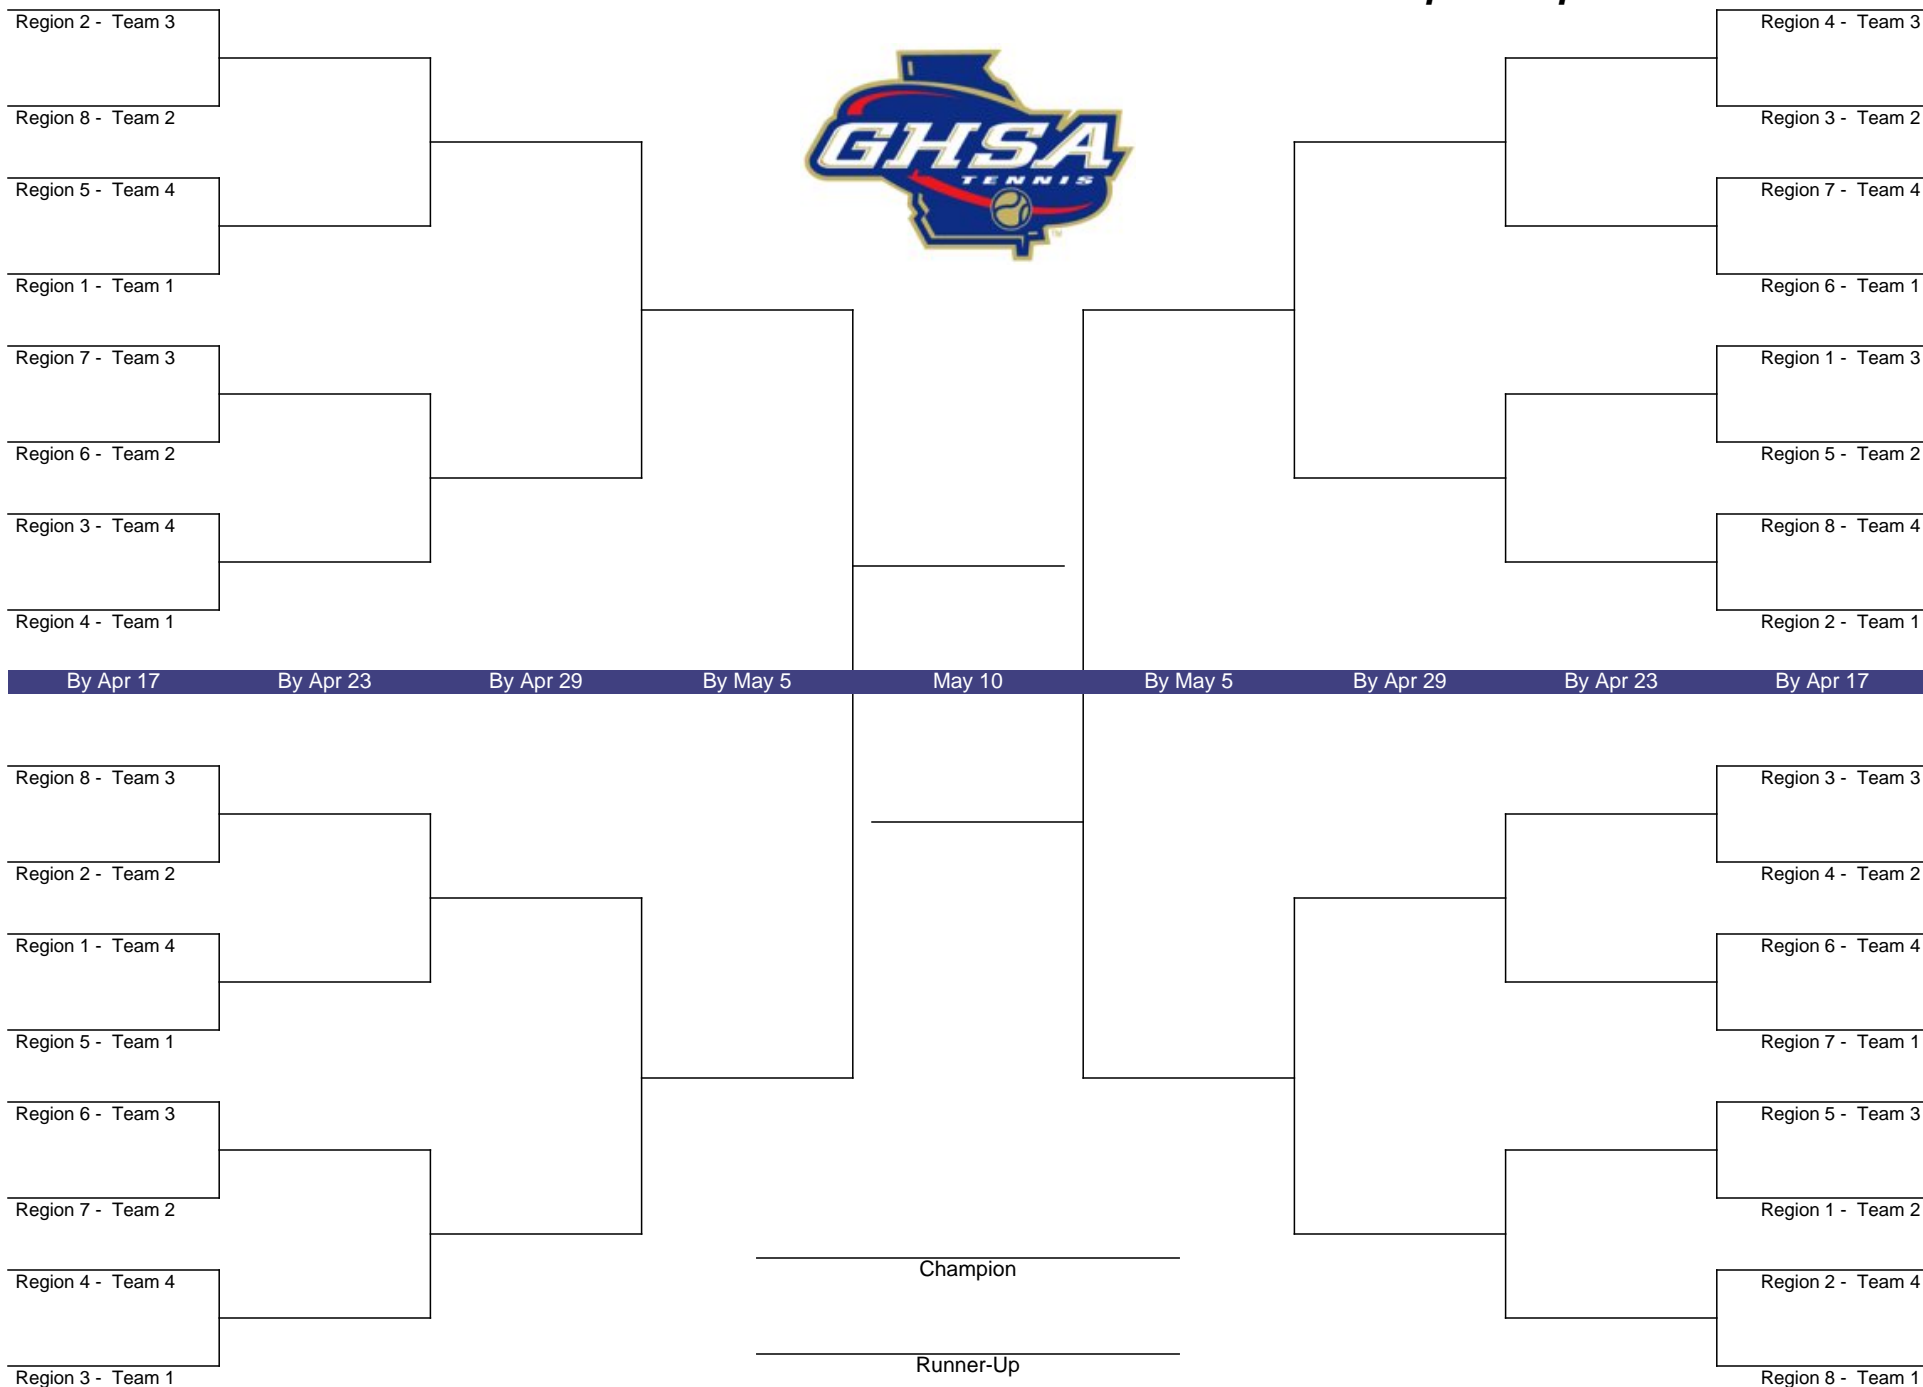 Region 2 - Team 3
Region 8 - Team 2
Region 5 - Team 4
Region 1 - Team 1
Region 7 - Team 3
Region 6 - Team 2
Region 3 - Team 4
Region 4 - Team 1
GHSA
TENNIS
TM
Region 4 - Team 3
Region 3 - Team 2
Region 7 - Team 4
Region 6 - Team 1
Region 1 - Team 3
Region 5 - Team 2
Region 8 - Team 4
Region 2 - Team 1
By Apr 17 By Apr 23 By Apr 29 By May 5 May 10 By May 5 By Apr 29 By Apr 23 By Apr 17
Region 8 - Team 3
Region 2 - Team 2
Region 1 - Team 4
Region 5 - Team 1
Region 6 - Team 3
Region 7 - Team 2
Region 4 - Team 4
Region 3 - Team 1
Champion
Runner-Up
Region 3 - Team 3
Region 4 - Team 2
Region 6 - Team 4
Region 7 - Team 1
Region 5 - Team 3
Region 1 - Team 2
Region 2 - Team 4
Region 8 - Team 1